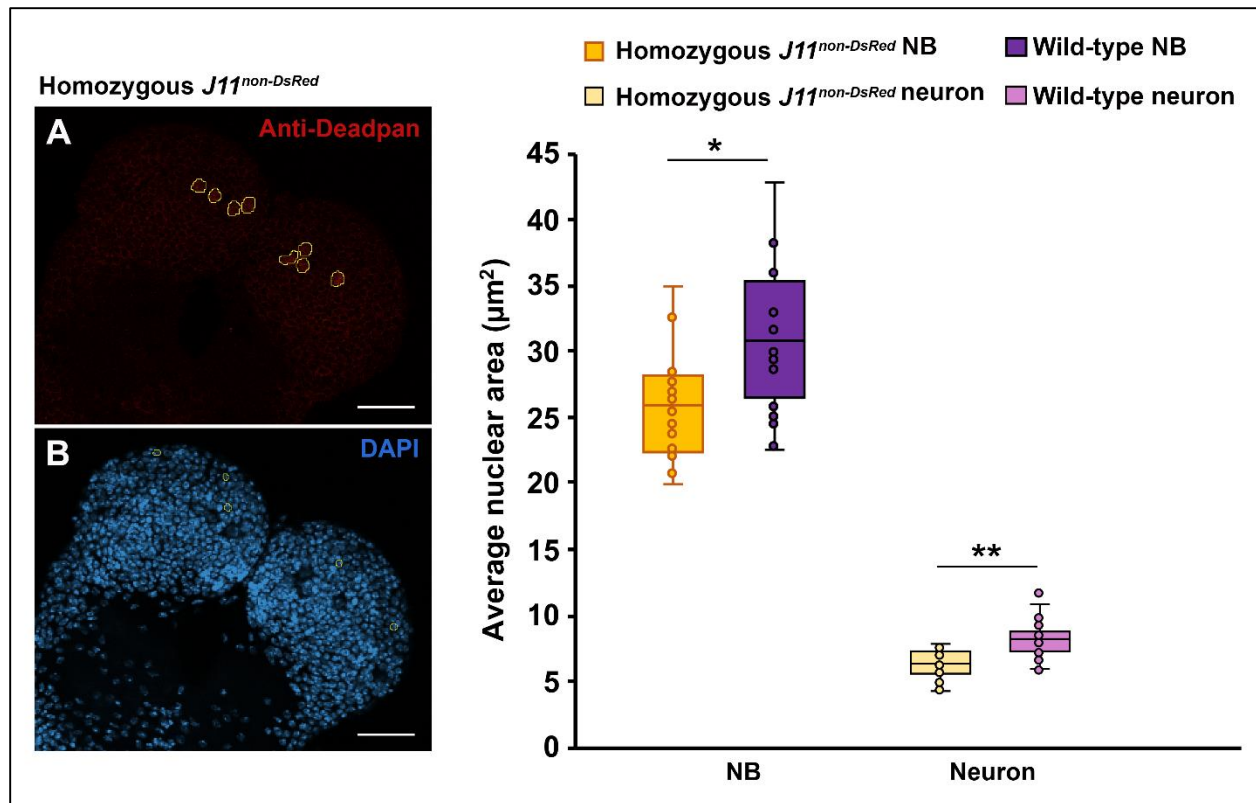 Homozygous J11non-DsRed
A
Anti-Deadpan
B
DAPI
Homozygous J11non-DsRed NB
Wild-type NB
Homozygous J11non-DsRed neuron
Wild-type neuron
Average nuclear area (µm²)
45
40
35
30
25
20
15
10
5
0
*
**
NB
Neuron